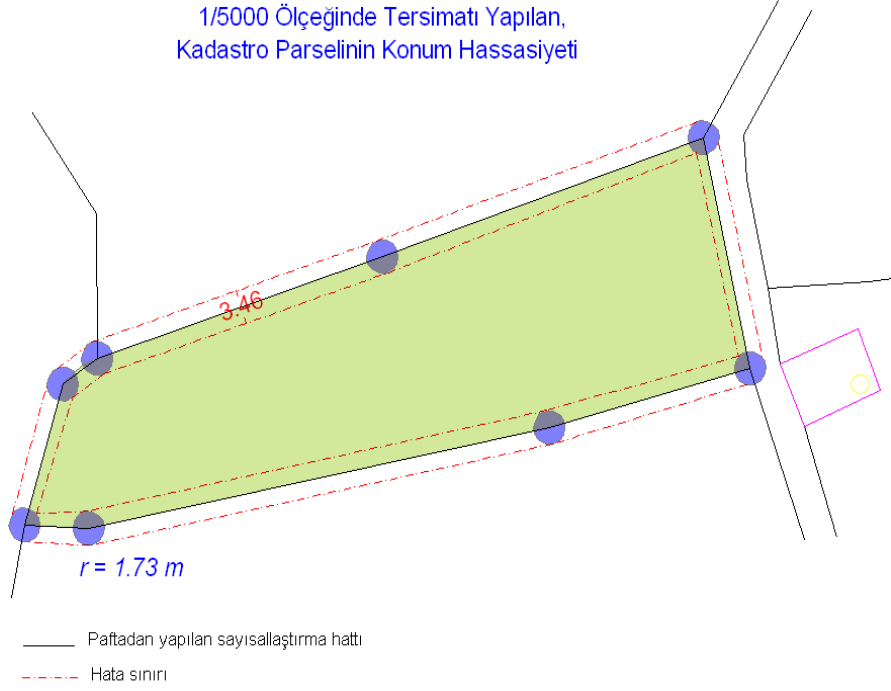 1/5000 Ölçeğinde Tersimatı Yapılan,
Kadastro Parselinin Konum Hassasiyeti
3.46
r = 1.73 m
Paftadan yapılan sayısallaştırma hattı
Hata sınırı